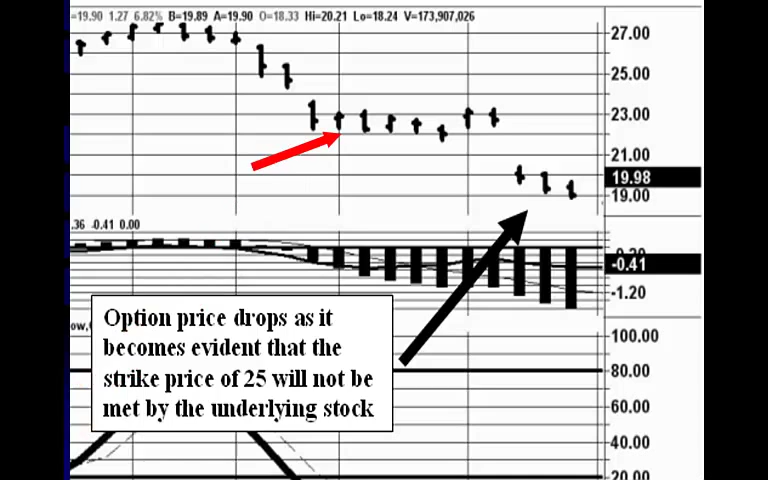 =19.90 1.27 6.82% B=19.89 A=19.90 O=18.33 Hi=20.21 Lo=18.24 V=173,907,026
27.00
25.00
23.00
21.00
19.98
19.00
.36 -0.41 0.00
-0.41
-1.20
Option price drops as it
becomes evident that the
strike price of 25 will not be
met by the underlying stock
100.00
80.00
60.00
40.00
20.00